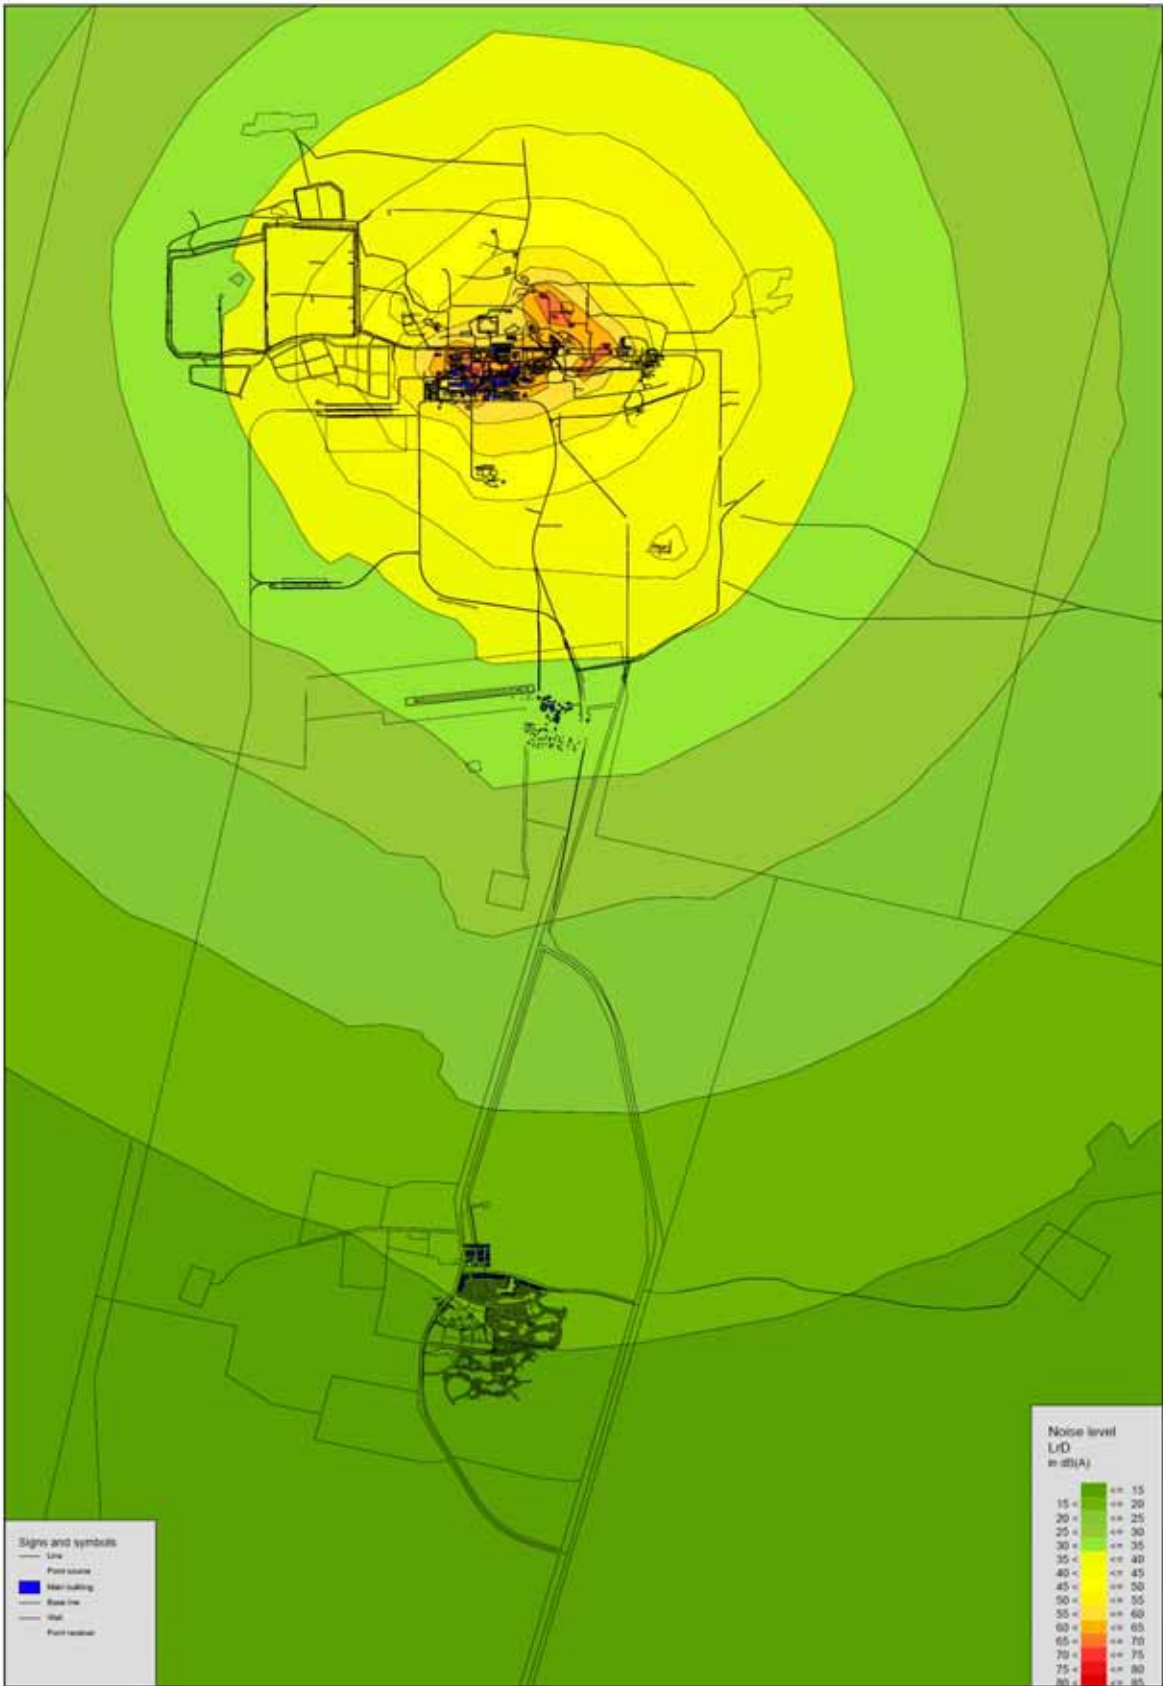 Signs and symbols
Line
Point source
Main building
Base line
Wall
Point receiver
Noise level
LrD
in dB(A)
<= 15
15 < <= 20
20 < <= 25
25 < <= 30
30 < <= 35
35 < <= 40
40 < <= 45
45 < <= 50
50 < <= 55
55 < <= 60
60 < <= 65
65 < <= 70
70 < <= 75
75 < <= 80
80 < <= 85